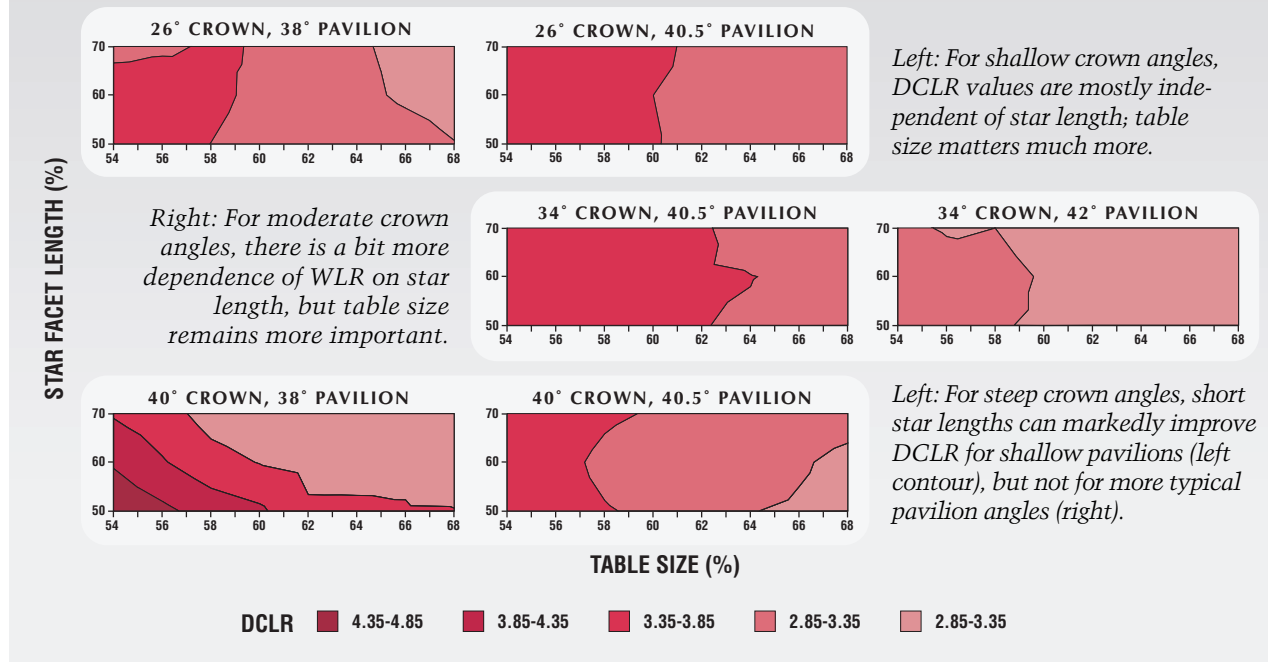 26° CROWN, 38° PAVILION
70
60
50
54 56 58 60 62 64 66 68
26° CROWN, 40.5° PAVILION
70
60
50
54 56 58 60 62 64 66 68
Left: For shallow crown angles,
DCLR values are mostly inde-
pendent of star length; table
size matters much more.
STAR FACET LENGTH (%)
Right: For moderate crown
angles, there is a bit more
dependence of WLR on star
length, but table size
remains more important.
34° CROWN, 40.5° PAVILION
70
60
50
54 56 58 60 62 64 66 68
34° CROWN, 42° PAVILION
70
60
50
54 56 58 60 62 64 66 68
40° CROWN, 38° PAVILION
70
60
50
54 56 58 60 62 64 66 68
40° CROWN, 40.5° PAVILION
70
60
50
54 56 58 60 62 64 66 68
Left: For steep crown angles, short
star lengths can markedly improve
DCLR for shallow pavilions (left
contour), but not for more typical
pavilion angles (right).
TABLE SIZE (%)
DCLR 4.35-4.85 3.85-4.35 3.35-3.85 2.85-3.35 2.85-3.35